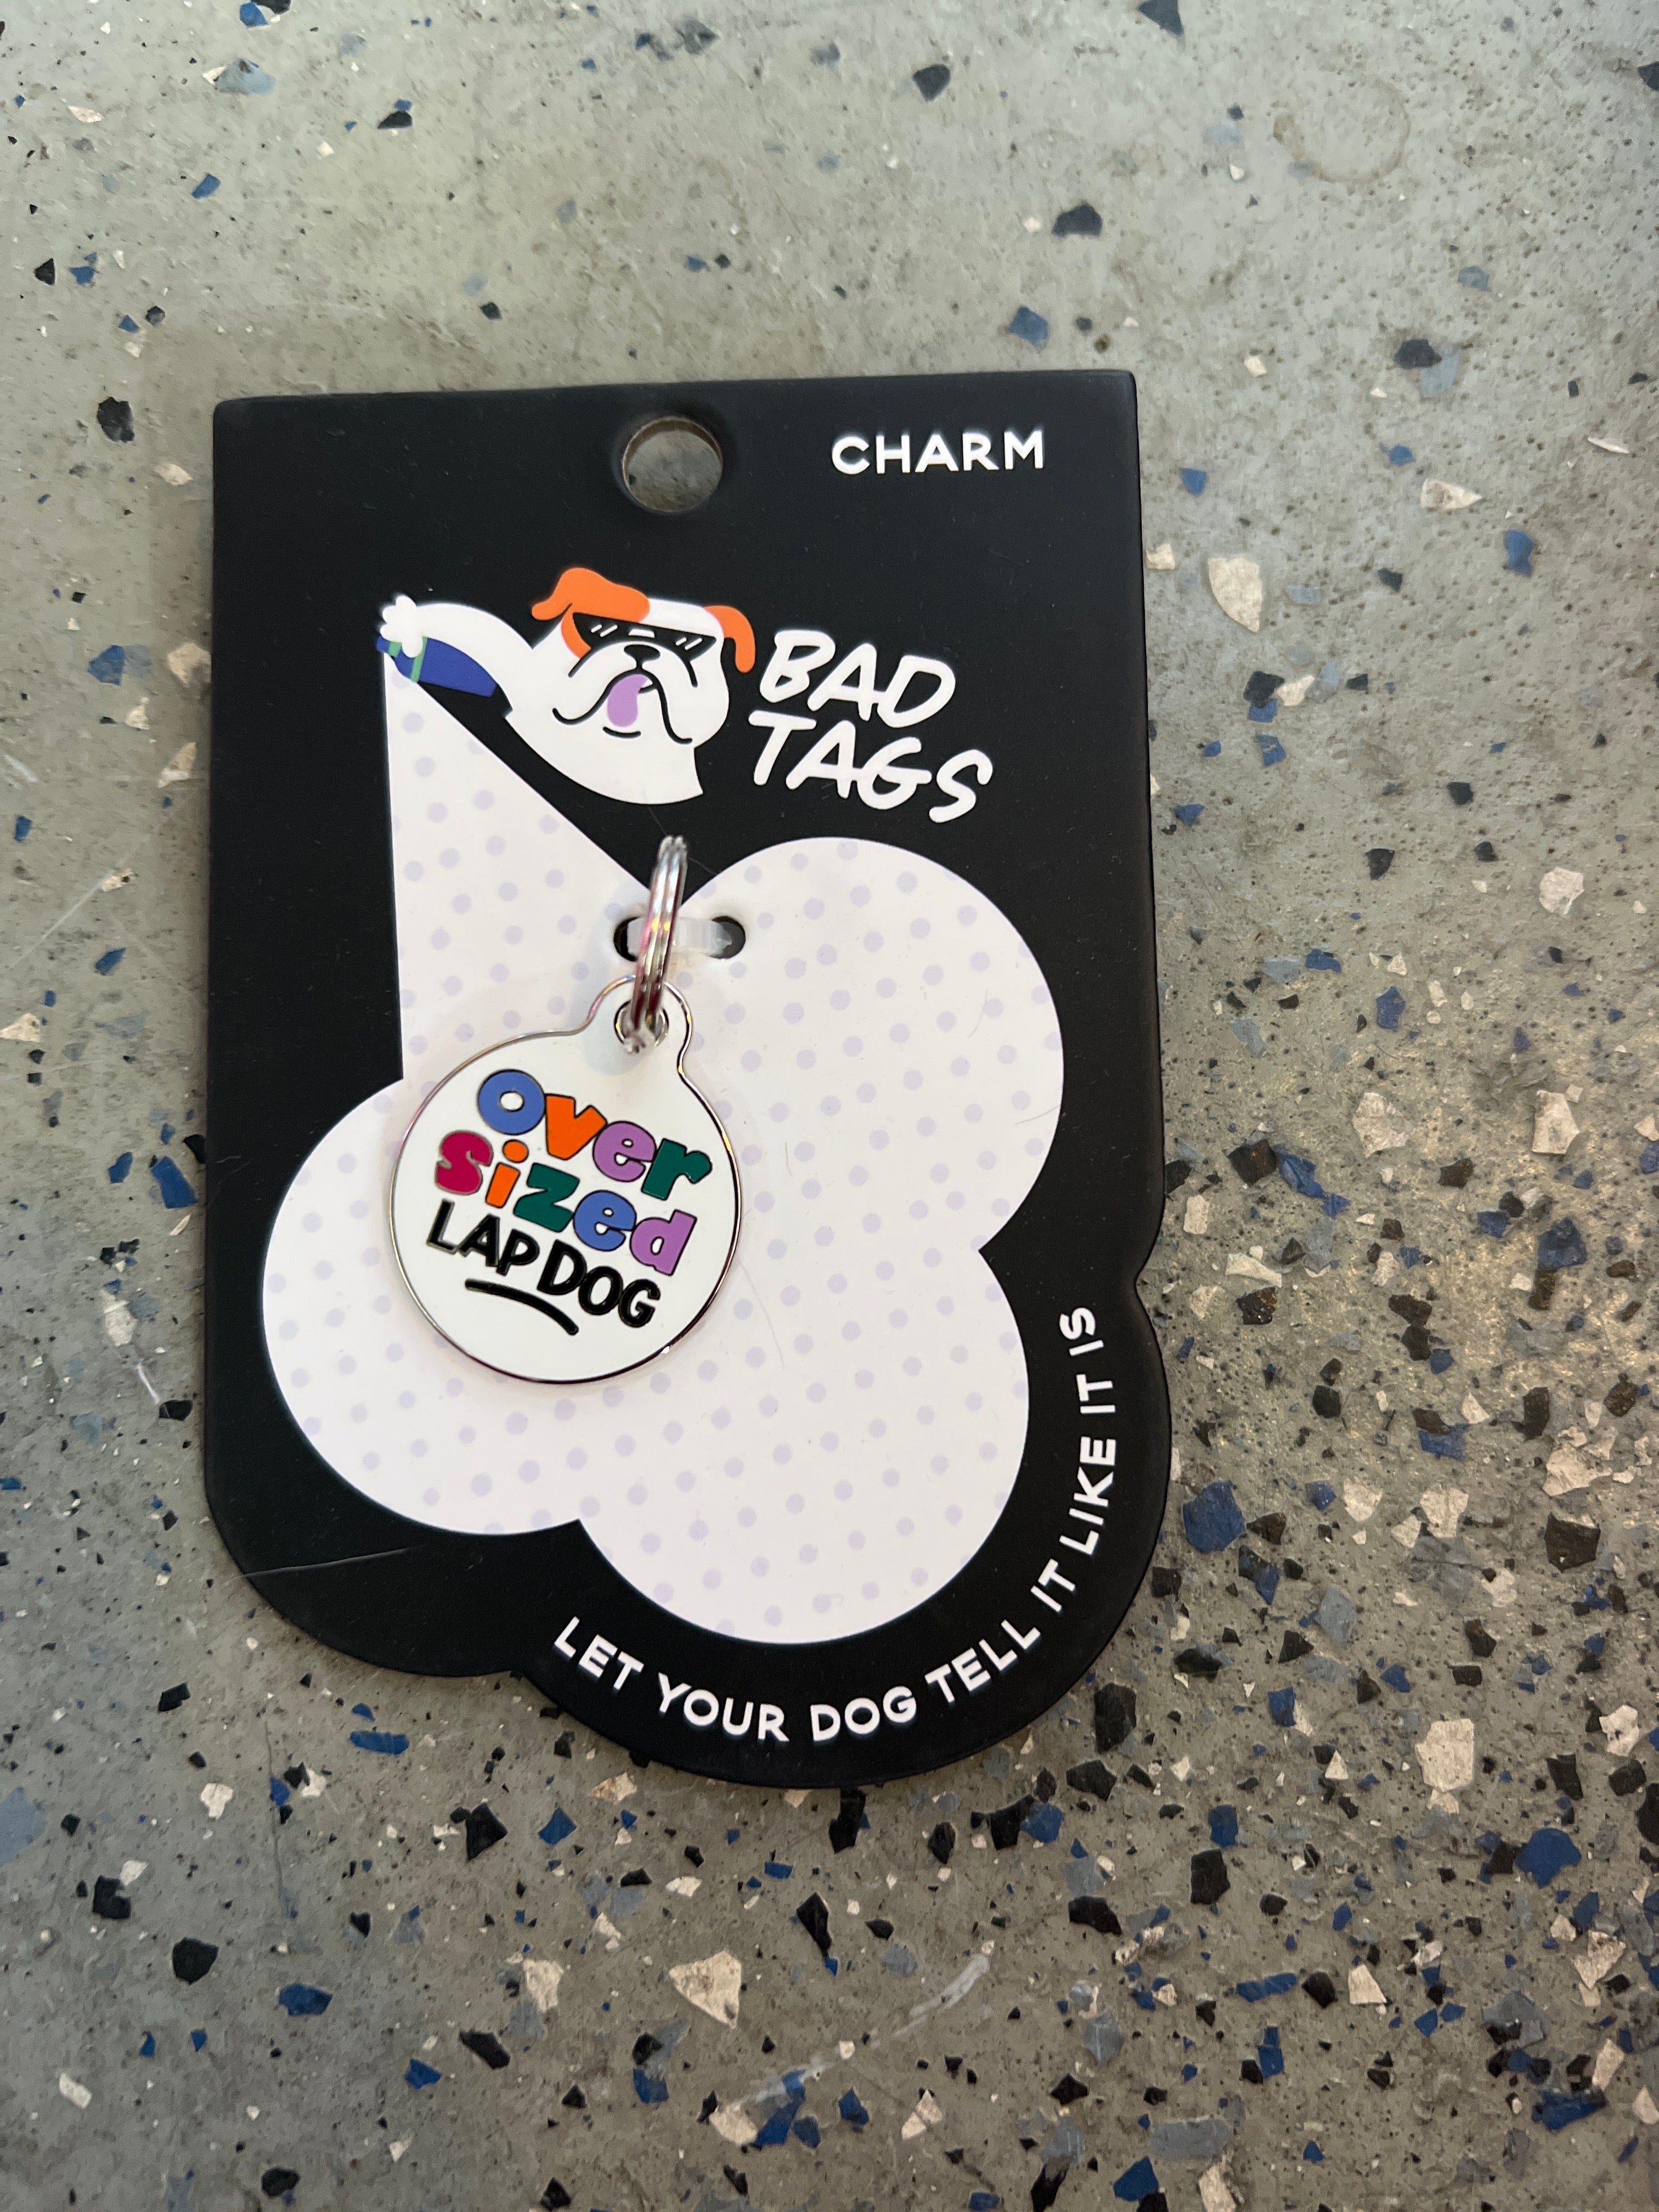 CHARM
BAD
TAGS
over
sized
LAP DOG
LET YOUR DOG TELL IT LIKE IT IS